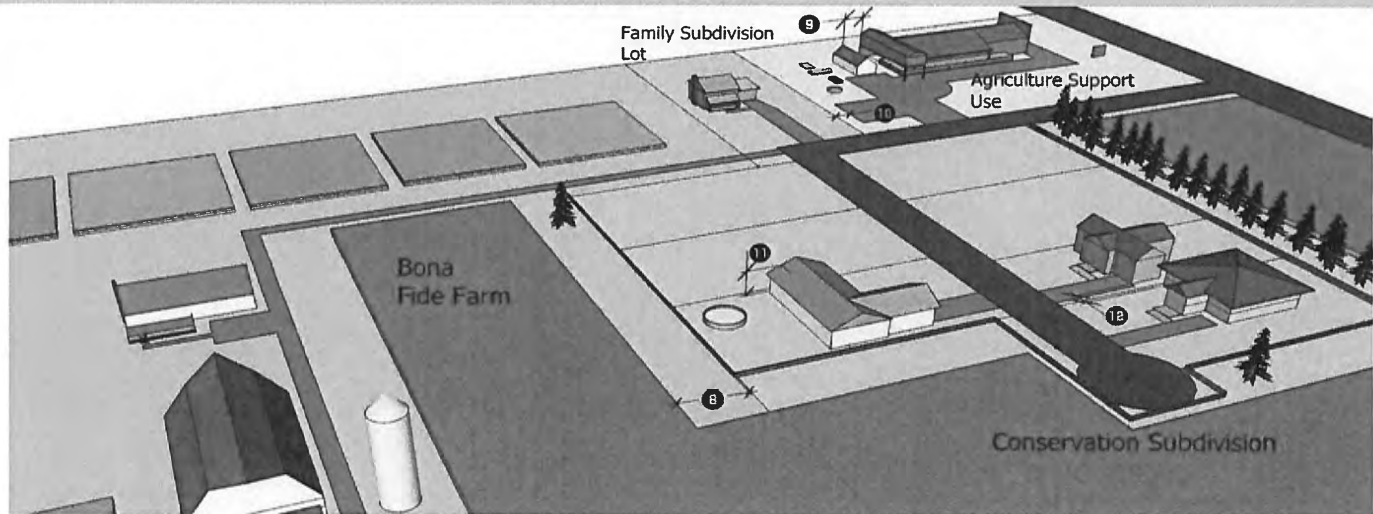 9
Family Subdivision
Lot
Agriculture Support
Use
10
Bona
Fide Farm
11
12
8
Conservation Subdivision